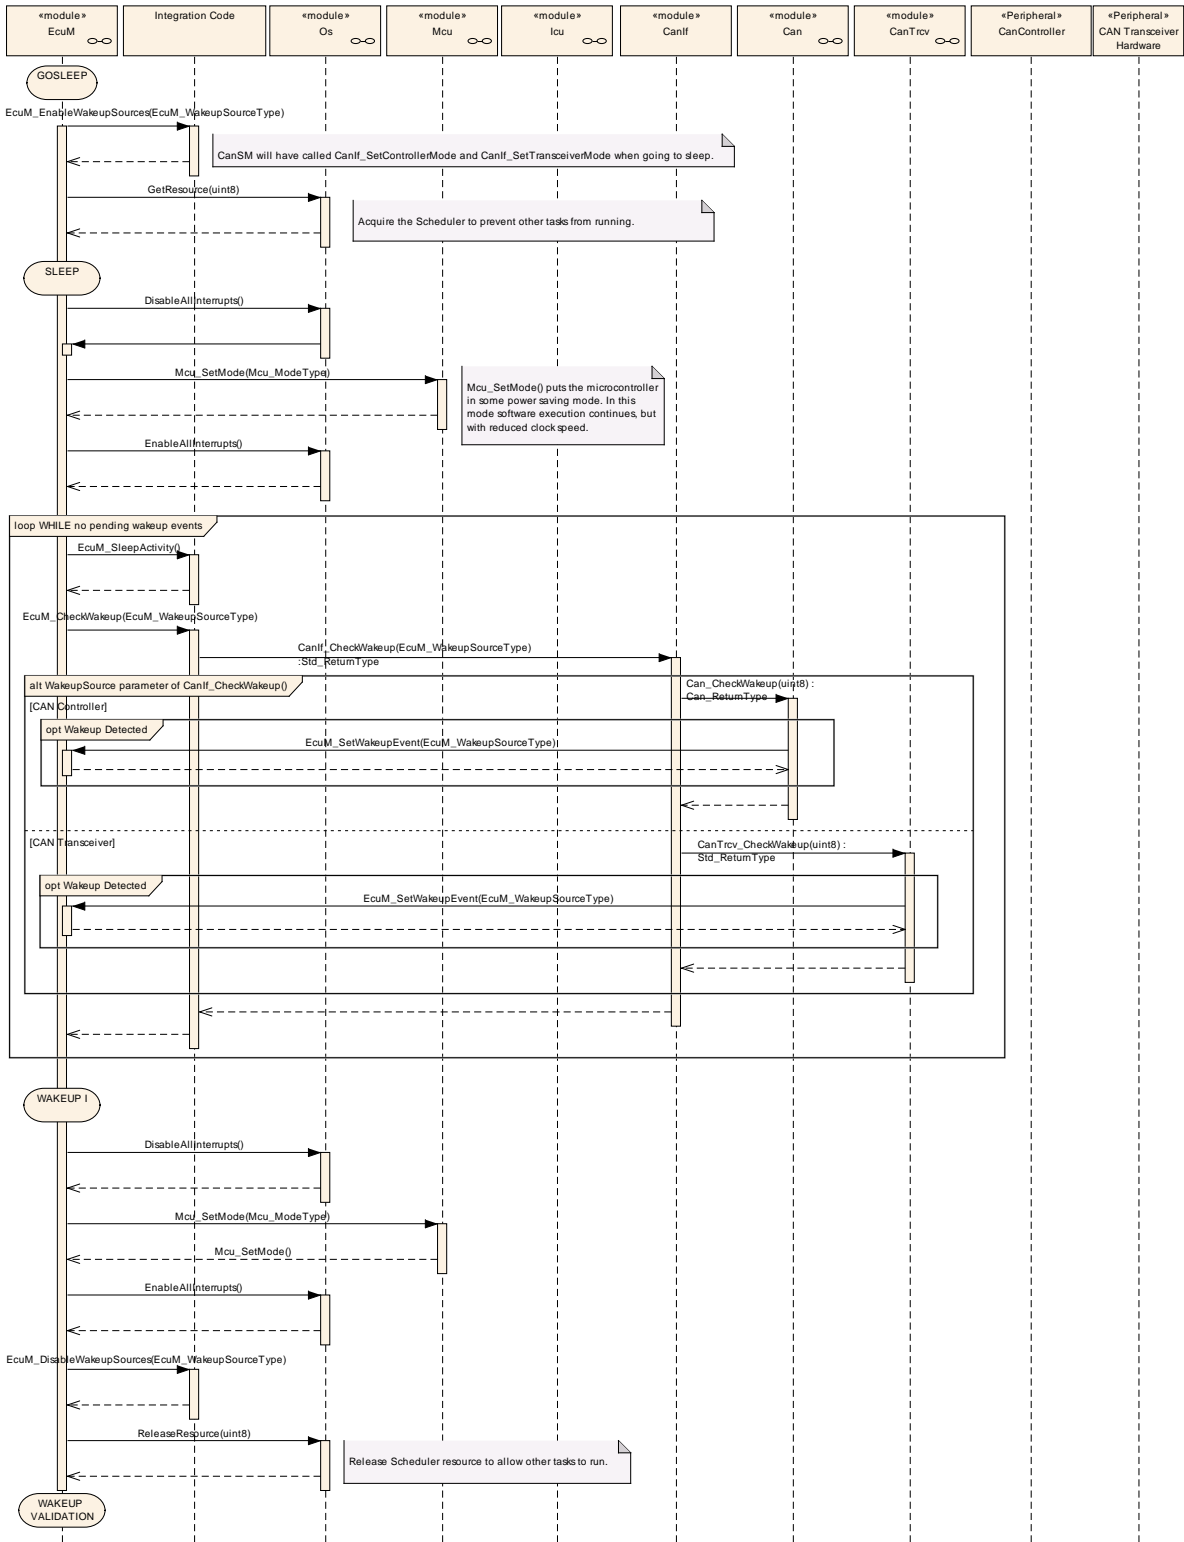 «module»
EcuM
Integration Code
«module»
Os
«module»
Mcu
«module»
Icu
«module»
CanIf
«module»
Can
«module»
CanTrcv
«Peripheral»
CanController
«Peripheral»
CAN Transceiver
Hardware
GOSLEEP
EcuM_EnableWakeupSources(EcuM_WakeupSourceType)
CanSM will have called CanIf_SetControllerMode and CanIf_SetTransceiverMode when going to sleep.
GetResource(uint8)
Acquire the Scheduler to prevent other tasks from running.
SLEEP
DisableAllInterrupts()
Mcu_SetMode(Mcu_ModeType)
Mcu_SetMode() puts the microcontroller
in some power saving mode. In this
mode software execution continues, but
with reduced clock speed.
EnableAllInterrupts()
loop WHILE no pending wakeup events
EcuM_SleepActivity()
EcuM_CheckWakeup(EcuM_WakeupSourceType)
CanIf_CheckWakeup(EcuM_WakeupSourceType)
:Std_ReturnType
alt WakeupSource parameter of CanIf_CheckWakeup()
Can_CheckWakeup(uint8) :
Can_ReturnType
[CAN Controller]
opt Wakeup Detected
EcuM_SetWakeupEvent(EcuM_WakeupSourceType)
[CAN Transceiver]
CanTrcv_CheckWakeup(uint8) :
Std_ReturnType
opt Wakeup Detected
EcuM_SetWakeupEvent(EcuM_WakeupSourceType)
WAKEUP I
DisableAllInterrupts()
Mcu_SetMode(Mcu_ModeType)
Mcu_SetMode()
EnableAllInterrupts()
EcuM_DisableWakeupSources(EcuM_WakeupSourceType)
ReleaseResource(uint8)
Release Scheduler resource to allow other tasks to run.
WAKEUP
VALIDATION